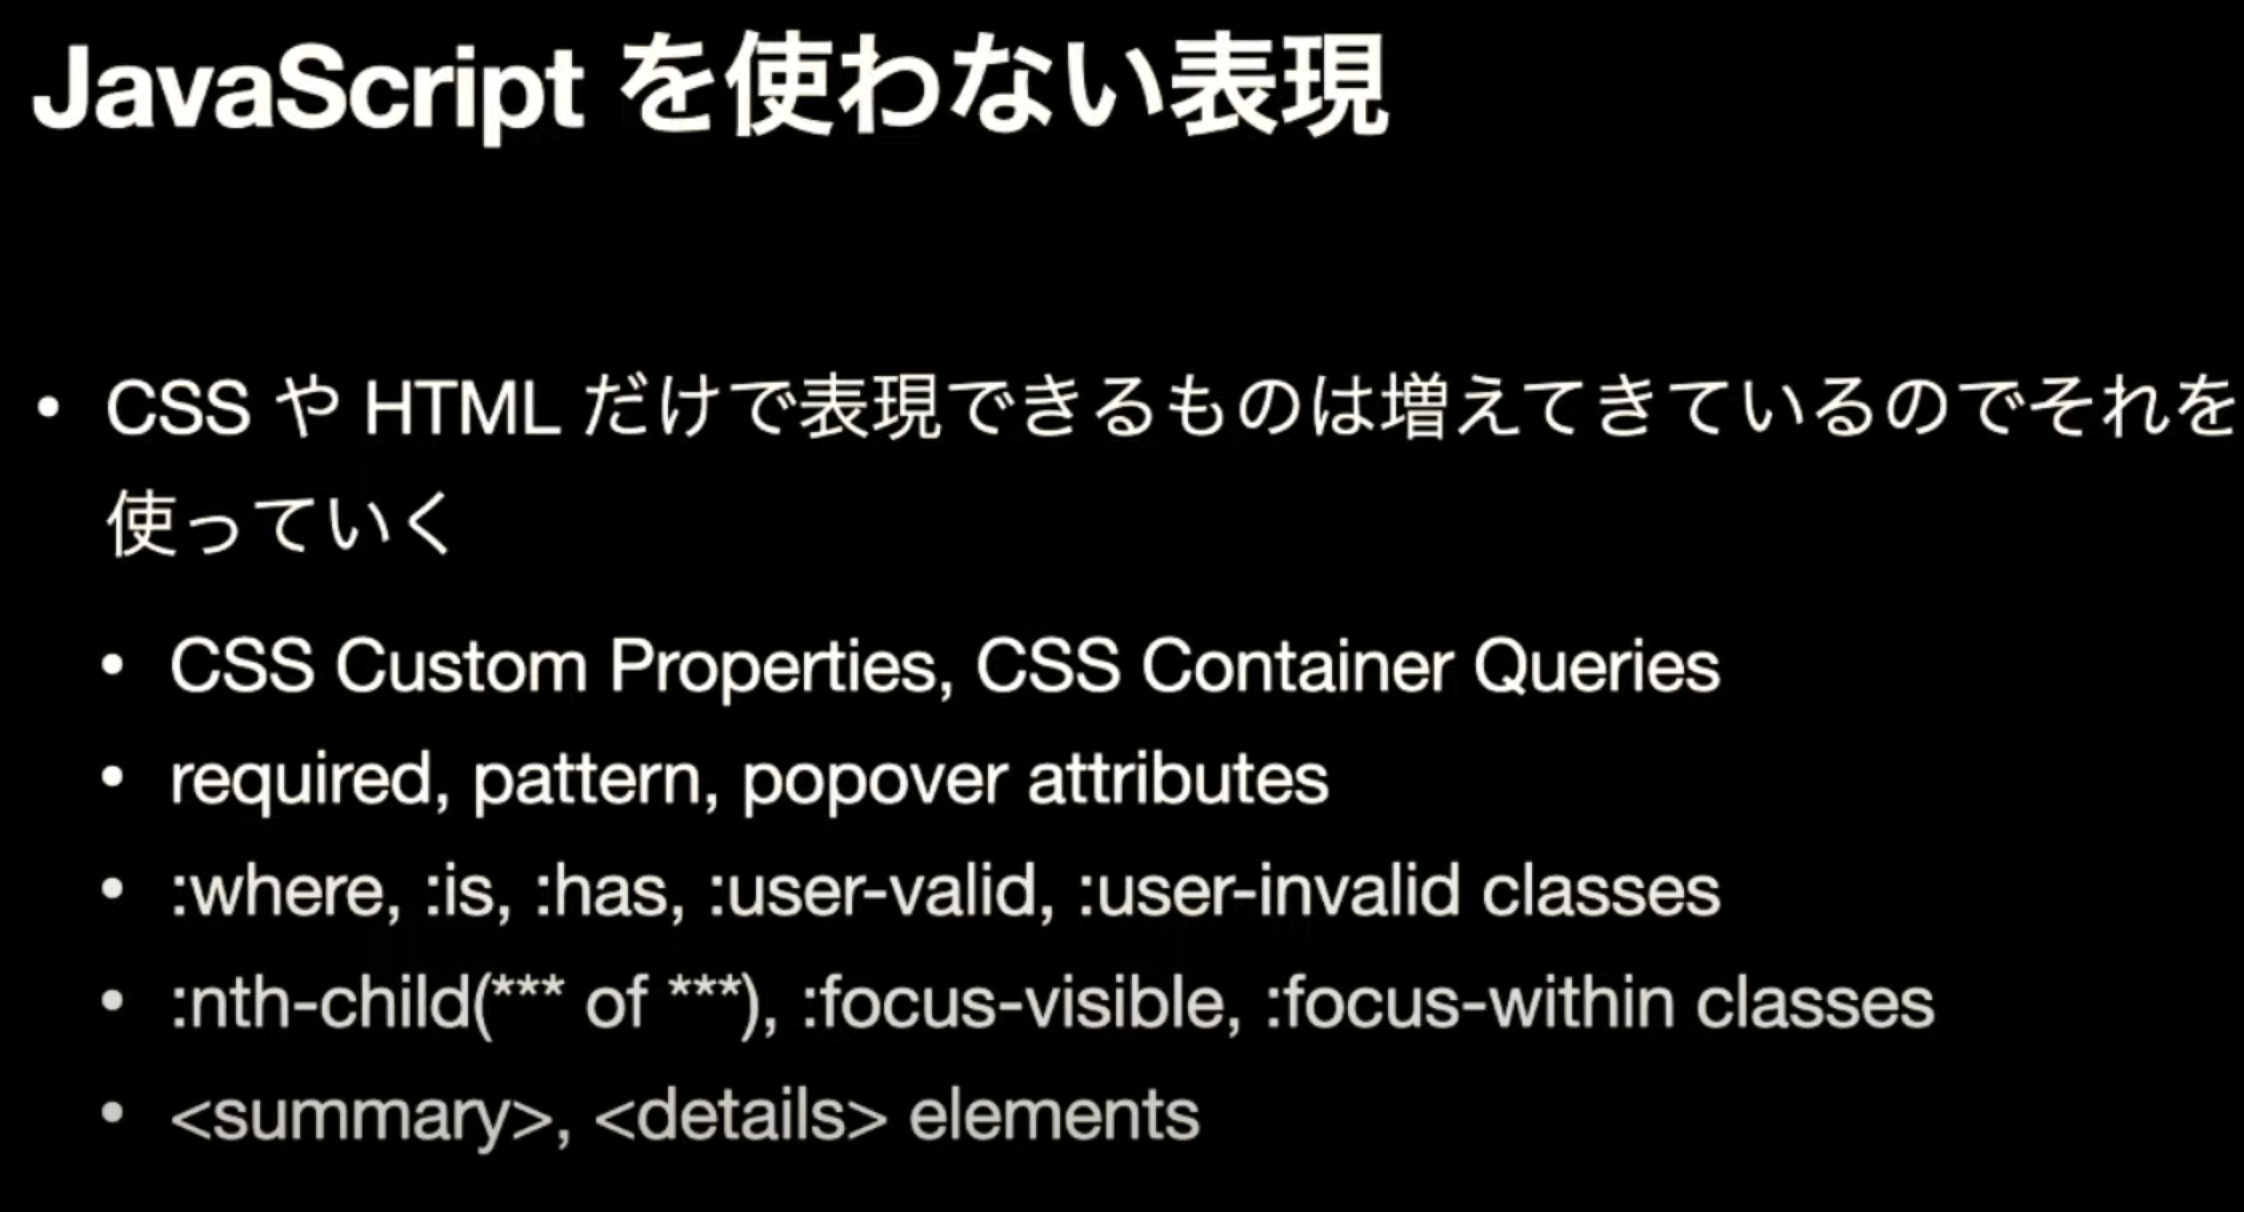 JavaScript を使わない表現
• CSS や HTML だけで表現できるものは増えてきているのでそれを
使っていく
• CSS Custom Properties, CSS Container Queries
• required, pattern, popover attributes
• :where, :is, :has, :user-valid, :user-invalid classes
• :nth-child(*** of ***), :focus-visible, :focus-within classes
• <summary>, <details> elements